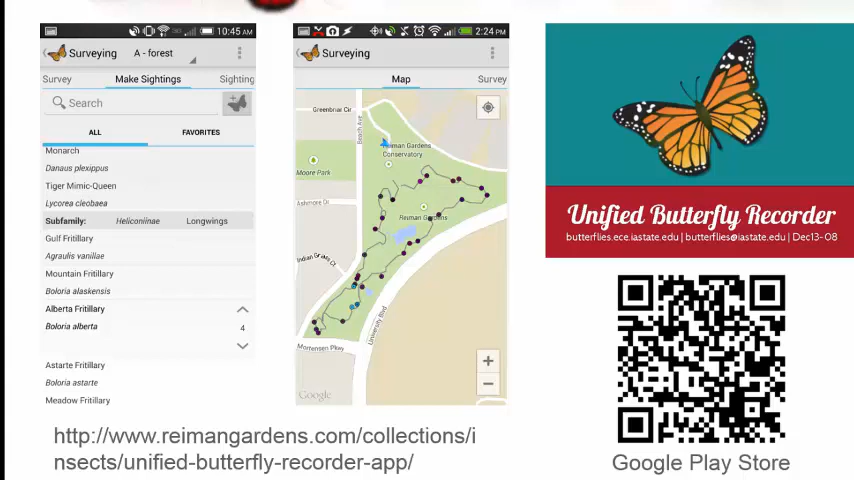 10:45 AM
Surveying A - forest
Survey Make Sightings Sighting
Search
ALL FAVORITES
Monarch
Danaus plexippus
Tiger Mimic-Queen
Lycorea cleobaea
Subfamily: Heliconiinae Longwings
Gulf Fritillary
Agraulis vanillae
Mountain Fritillary
Boloria alaskensis
Alberta Fritillary
Boloria alberta 4
Astarte Fritillary
Boloria astarte
Meadow Fritillary
2:24 PM
Surveying
Map Survey
Greenbriar Cir
Beach Ave
Reiman Gardens
Conservatory
Moore Park
Ashmore Dr
Reiman Gardens
Indian Grass Ct
University Blvd
Mortensen Pkwy
Google
+
−
Unified Butterfly Recorder
butterflies.ece.iastate.edu | butterflies@iastate.edu | Dec13-08
http://www.reimangardens.com/collections/i
nsects/unified-butterfly-recorder-app/
Google Play Store